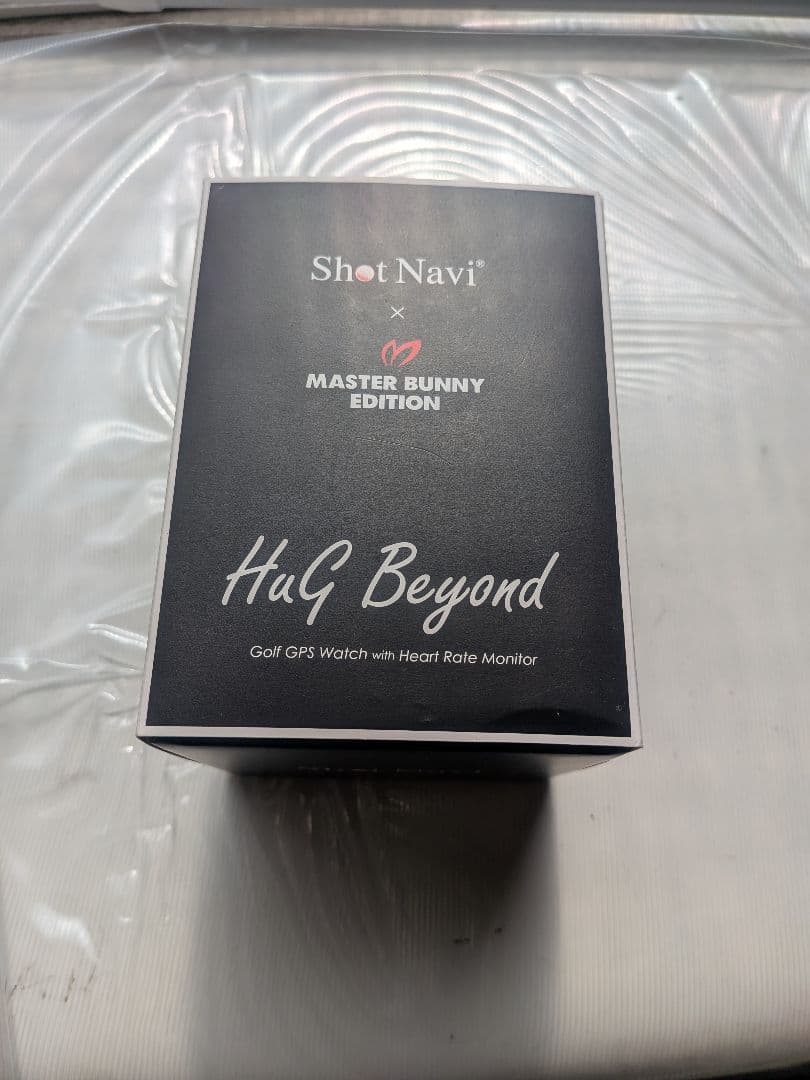 Shot Navi®
×
MASTER BUNNY
EDITION
HuG Beyond
Golf GPS Watch with Heart Rate Monitor